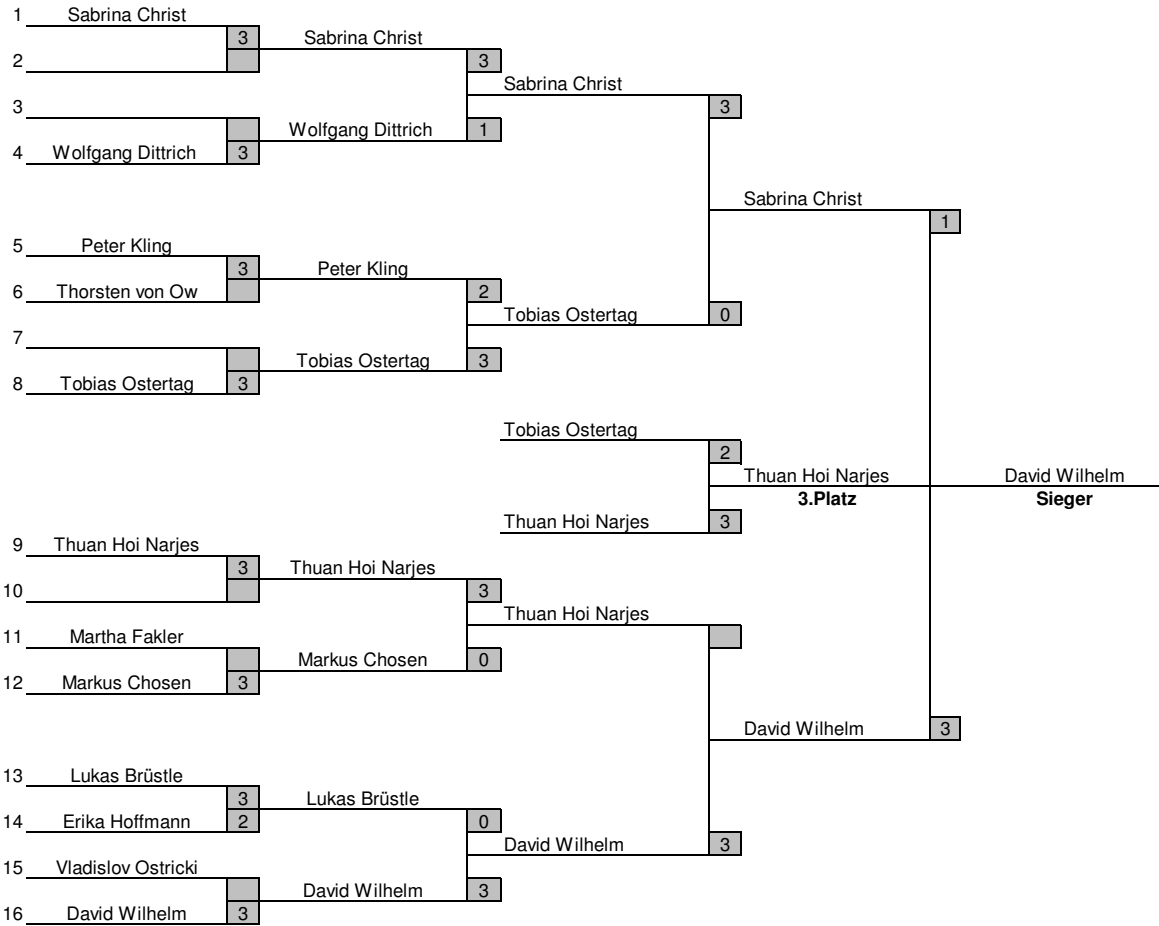 1 Sabrina Christ
3 Sabrina Christ
2 3
Sabrina Christ
3 3
Wolfgang Dittrich 1
4 Wolfgang Dittrich 3
Sabrina Christ
1
5 Peter Kling
3 Peter Kling
6 Thorsten von Ow 2
Tobias Ostertag 0
7
Tobias Ostertag 3
8 Tobias Ostertag 3
Tobias Ostertag
2
Thuan Hoi Narjes David Wilhelm
3.Platz Sieger
Thuan Hoi Narjes 3
9 Thuan Hoi Narjes
3 Thuan Hoi Narjes
10 3
Thuan Hoi Narjes
11 Martha Fakler
Markus Chosen 0
12 Markus Chosen 3
David Wilhelm 3
13 Lukas Brüstle
3 Lukas Brüstle
14 Erika Hoffmann 2 0
David Wilhelm 3
15 Vladislov Ostricki
David Wilhelm 3
16 David Wilhelm 3